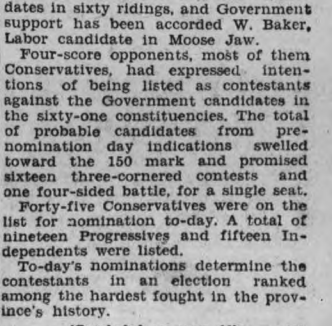 dates in sixty ridings, and Government
support has been accorded W. Baker,
Labor candidate in Moose Jaw.
Four-score opponents, most of them
Conservatives, had expressed inten-
tions of being listed as contestants
against the Government candidates in
the sixty-one constituencies. The total
of probable candidates from pre-
nomination day indications swelled
toward the 150 mark and promised
sixteen three-cornered contests and
one four-sided battle, for a single seat.
Forty-five Conservatives were on the
list for nomination to-day. A total of
nineteen Progressives and fifteen In-
dependents were listed.
To-day's nominations determine the
contestants in an election ranked
among the hardest fought in the prov-
ince's history.